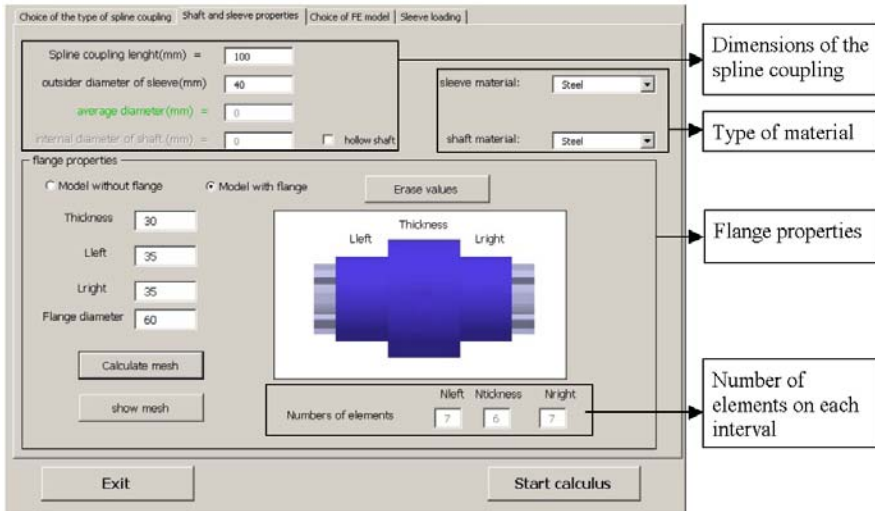 Choice of the type of spline coupling Shaft and sleeve properties Choice of FE model Sleeve loading
Spline coupling lenght(mm) = 100
outsider diameter of sleeve(mm) 40
average diameter(mm) = 0
internal diameter of shaft.(mm) = 0 hollow shaft
sleeve material: Steel
shaft material: Steel
Dimensions of the
spline coupling
Type of material
flange properties
Model without flange Model with flange Erase values
Thickness 30
Lleft 35
Lright 35
Flange diameter 60
Thickness
Lleft Lright
Flange properties
Calculate mesh
show mesh
Nleft Ntickness Nright
Numbers of elements 7 6 7
Number of
elements on each
interval
Exit Start calculus